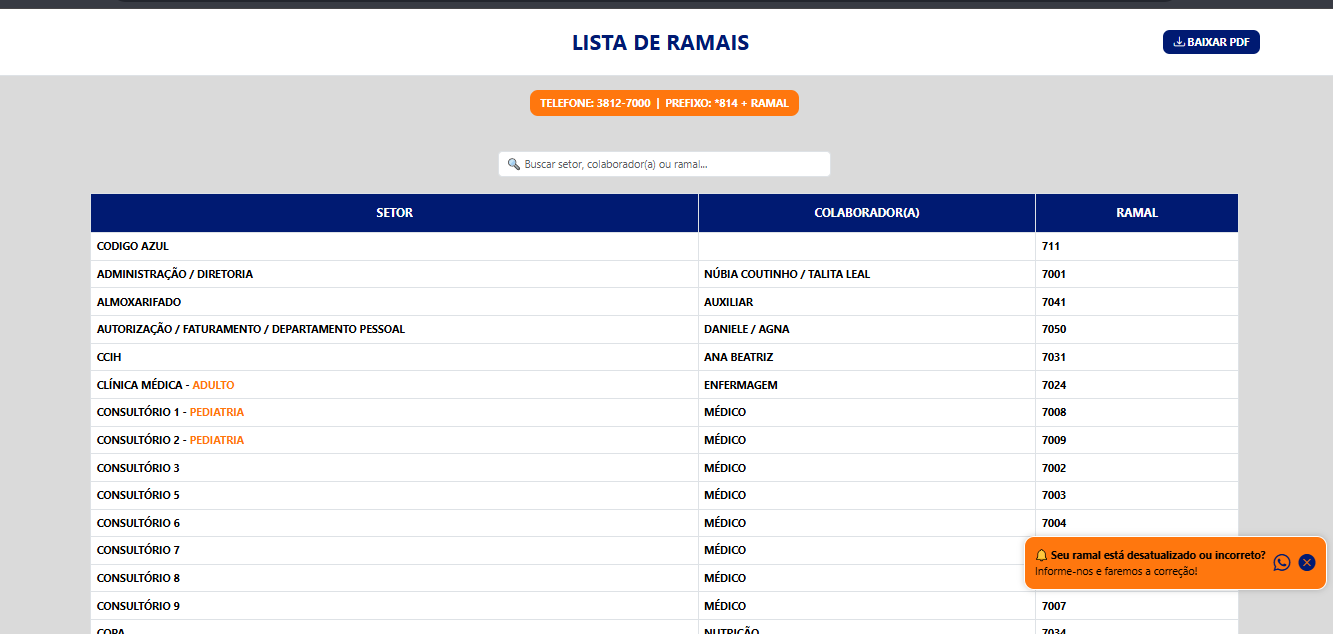 LISTA DE RAMAIS
BAIXAR PDF
TELEFONE: 3812-7000 | PREFIXO: *814 + RAMAL
Buscar setor, colaborador(a) ou ramal...
SETOR COLABORADOR(A) RAMAL
CODIGO AZUL 711
ADMINISTRAÇÃO / DIRETORIA NÚBIA COUTINHO / TALITA LEAL 7001
ALMOXARIFADO AUXILIAR 7041
AUTORIZAÇÃO / FATURAMENTO / DEPARTAMENTO PESSOAL DANIELE / AGNA 7050
CCIH ANA BEATRIZ 7031
CLÍNICA MÉDICA - ADULTO ENFERMAGEM 7024
CONSULTÓRIO 1 - PEDIATRIA MÉDICO 7008
CONSULTÓRIO 2 - PEDIATRIA MÉDICO 7009
CONSULTÓRIO 3 MÉDICO 7002
CONSULTÓRIO 5 MÉDICO 7003
CONSULTÓRIO 6 MÉDICO 7004
CONSULTÓRIO 7 MÉDICO
CONSULTÓRIO 8 MÉDICO
CONSULTÓRIO 9 MÉDICO 7007
COPA NUTRIÇÃO 7034
Seu ramal está desatualizado ou incorreto?
Informe-nos e faremos a correção!